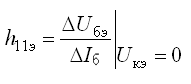 h₁₁э = ΔUбэ / ΔIб | Uкэ = 0